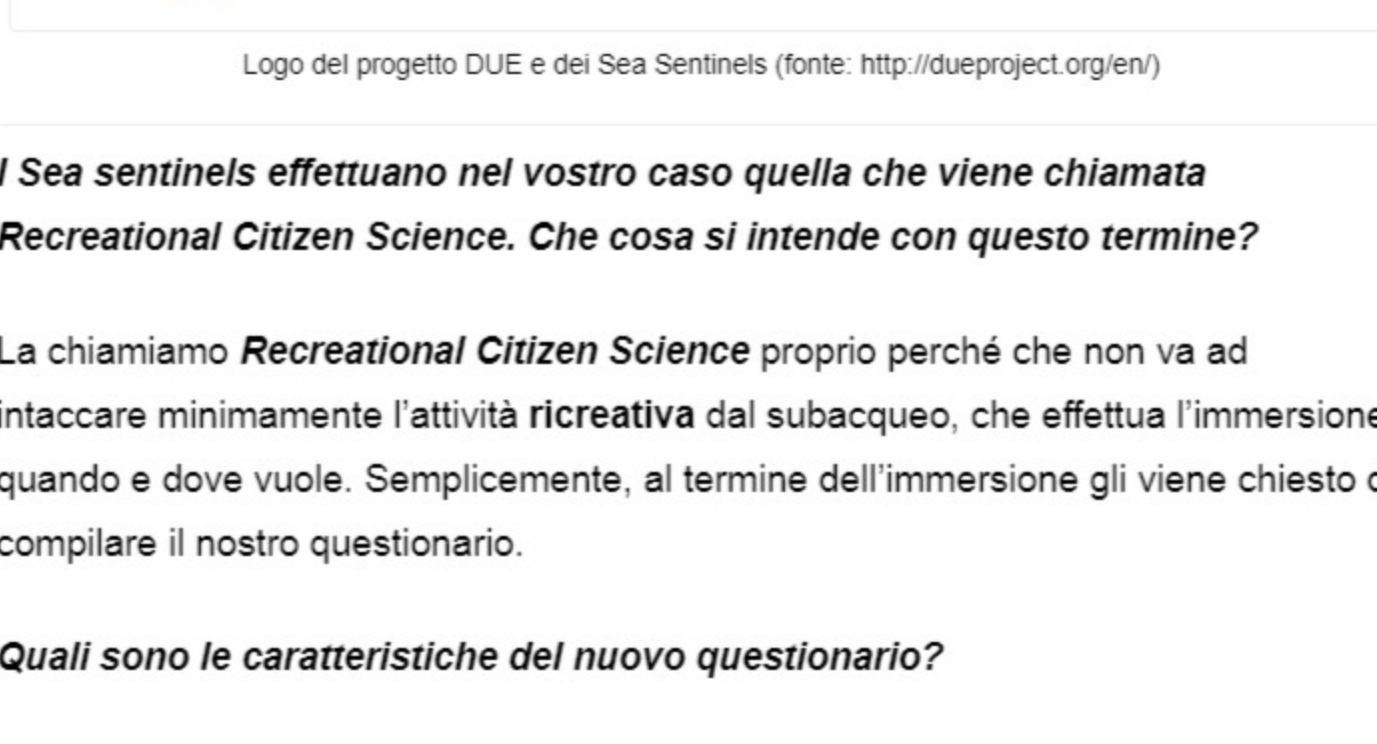 Logo del progetto DUE e dei Sea Sentinels (fonte: http://dueproject.org/en/)
I Sea sentinels effettuano nel vostro caso quella che viene chiamata
Recreational Citizen Science. Che cosa si intende con questo termine?
La chiamiamo Recreational Citizen Science proprio perché che non va ad
intaccare minimamente l'attività ricreativa dal subacqueo, che effettua l'immersione
quando e dove vuole. Semplicemente, al termine dell'immersione gli viene chiesto
compilare il nostro questionario.
Quali sono le caratteristiche del nuovo questionario?